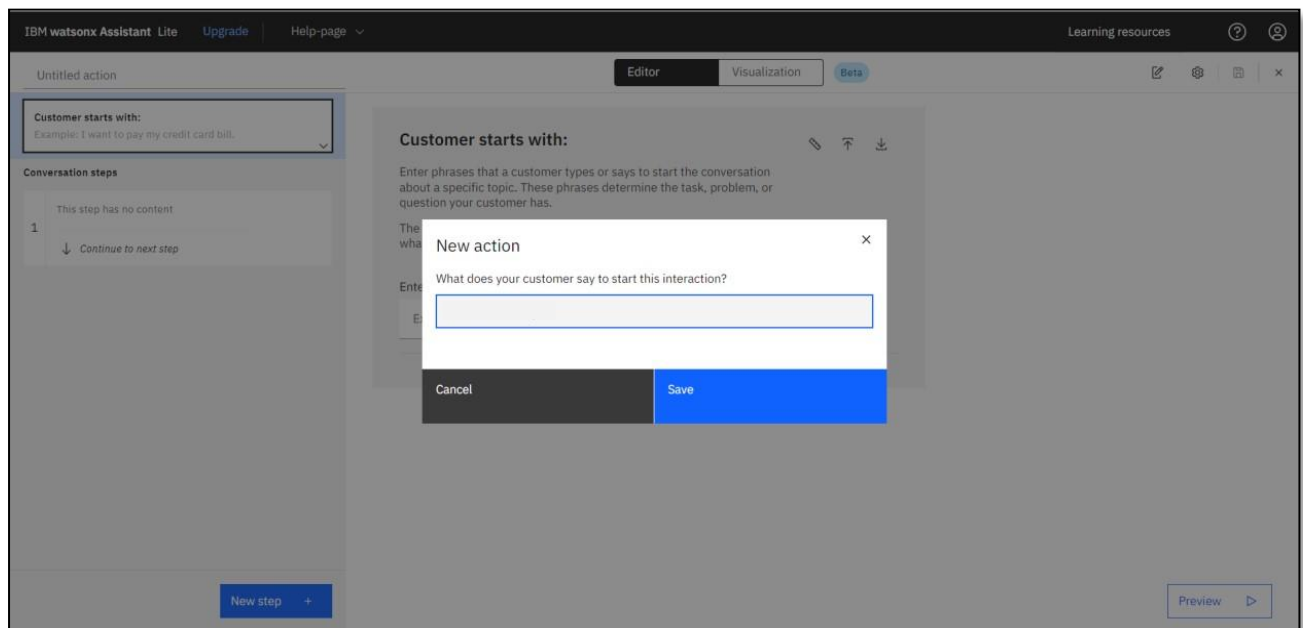 IBM watsonx Assistant Lite Upgrade Help-page Learning resources
Untitled action Editor Visualization Beta
Customer starts with:
Example: I want to pay my credit card bill.
Conversation steps
1 This step has no content
Continue to next step
New step +
Customer starts with:
Enter phrases that a customer types or says to start the conversation
about a specific topic. These phrases determine the task, problem, or
question your customer has.
The
New action
What does your customer say to start this interaction?
Cancel Save
Preview